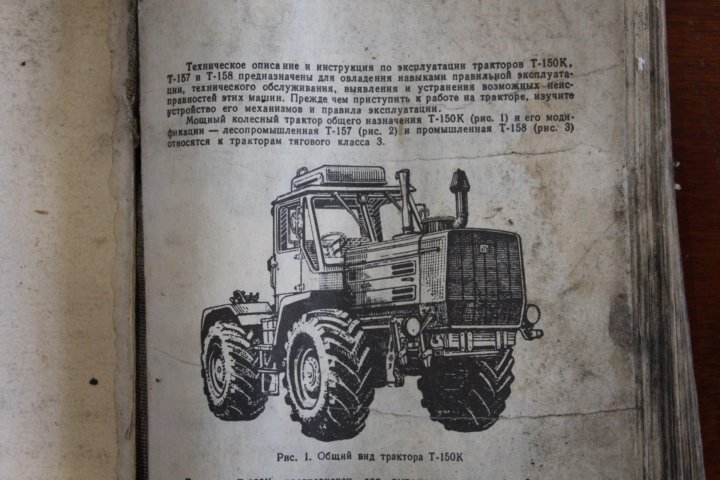 Техническое описание и инструкция по эксплуатации тракторов Т-150К,
Т-157 и Т-158 предназначены для овладения навыками правильной эксплуата-
ции, технического обслуживания, выявления и устранения возможных неис-
правностей этих машин. Прежде чем приступить к работе на тракторе, изучите
устройство его механизмов и правила эксплуатации.
Мощный колесный трактор общего назначения Т-150К (рис. 1) и его моди-
фикации — лесопромышленная Т-157 (рис. 2) и промышленная Т-158 (рис. 3)
относятся к тракторам тягового класса 3.
Рис. 1. Общий вид трактора Т-150К